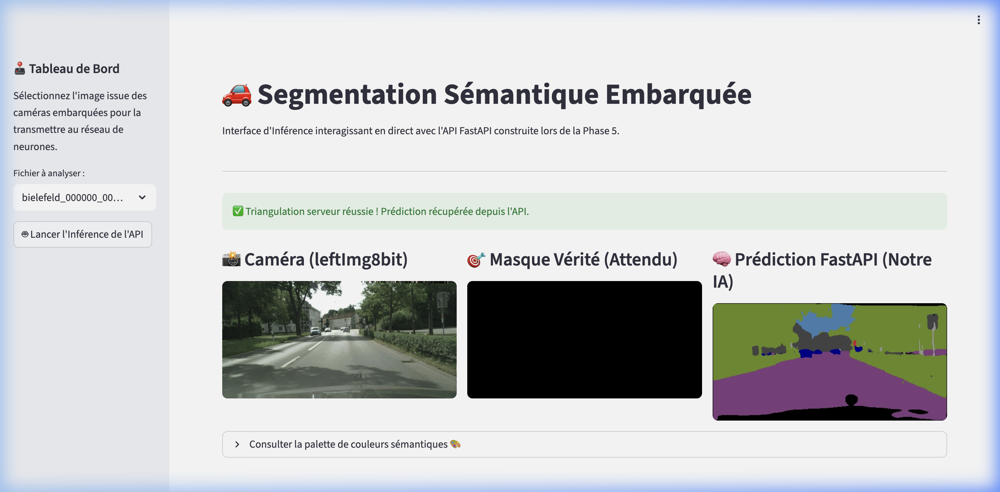 🕹️ Tableau de Bord
Sélectionnez l'image issue des
caméras embarquées pour la
transmettre au réseau de
neurones.
Fichier à analyser :
bielefeld_000000_00…
Lancer l'Inférence de l'API
🚗 Segmentation Sémantique Embarquée
Interface d'Inférence interagissant en direct avec l'API FastAPI construite lors de la Phase 5.
✅ Triangulation serveur réussie ! Prédiction récupérée depuis l'API.
📸 Caméra (leftImg8bit)
🎯 Masque Vérité (Attendu)
🧠 Prédiction FastAPI (Notre
IA)
Consulter la palette de couleurs sémantiques 🎨